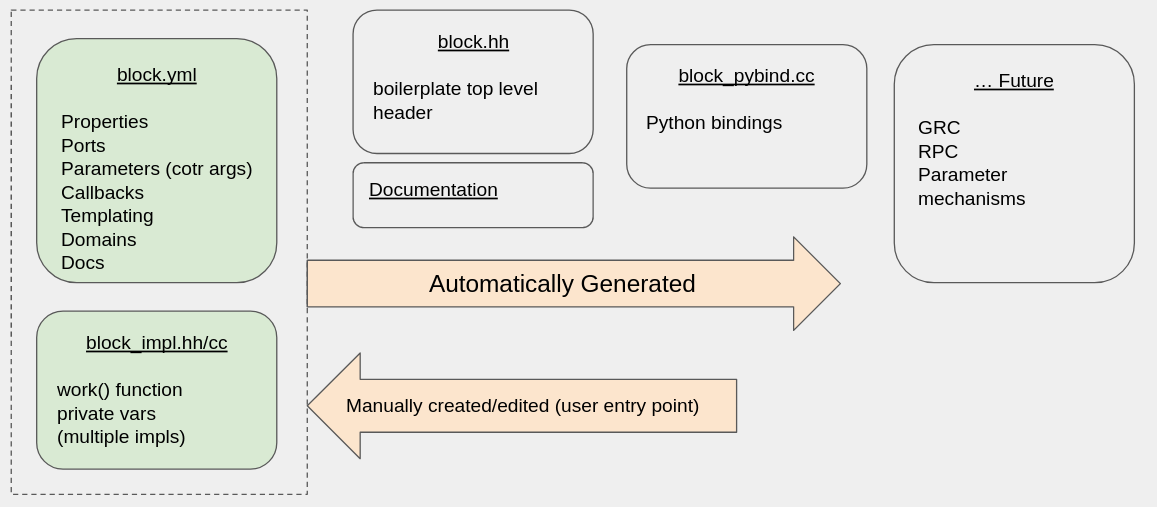 block.yml
Properties
Ports
Parameters (cotr args)
Callbacks
Templating
Domains
Docs
block_impl.hh/cc
work() function
private vars
(multiple impls)
block.hh
boilerplate top level
header
Documentation
block_pybind.cc
Python bindings
... Future
GRC
RPC
Parameter
mechanisms
Automatically Generated
Manually created/edited (user entry point)